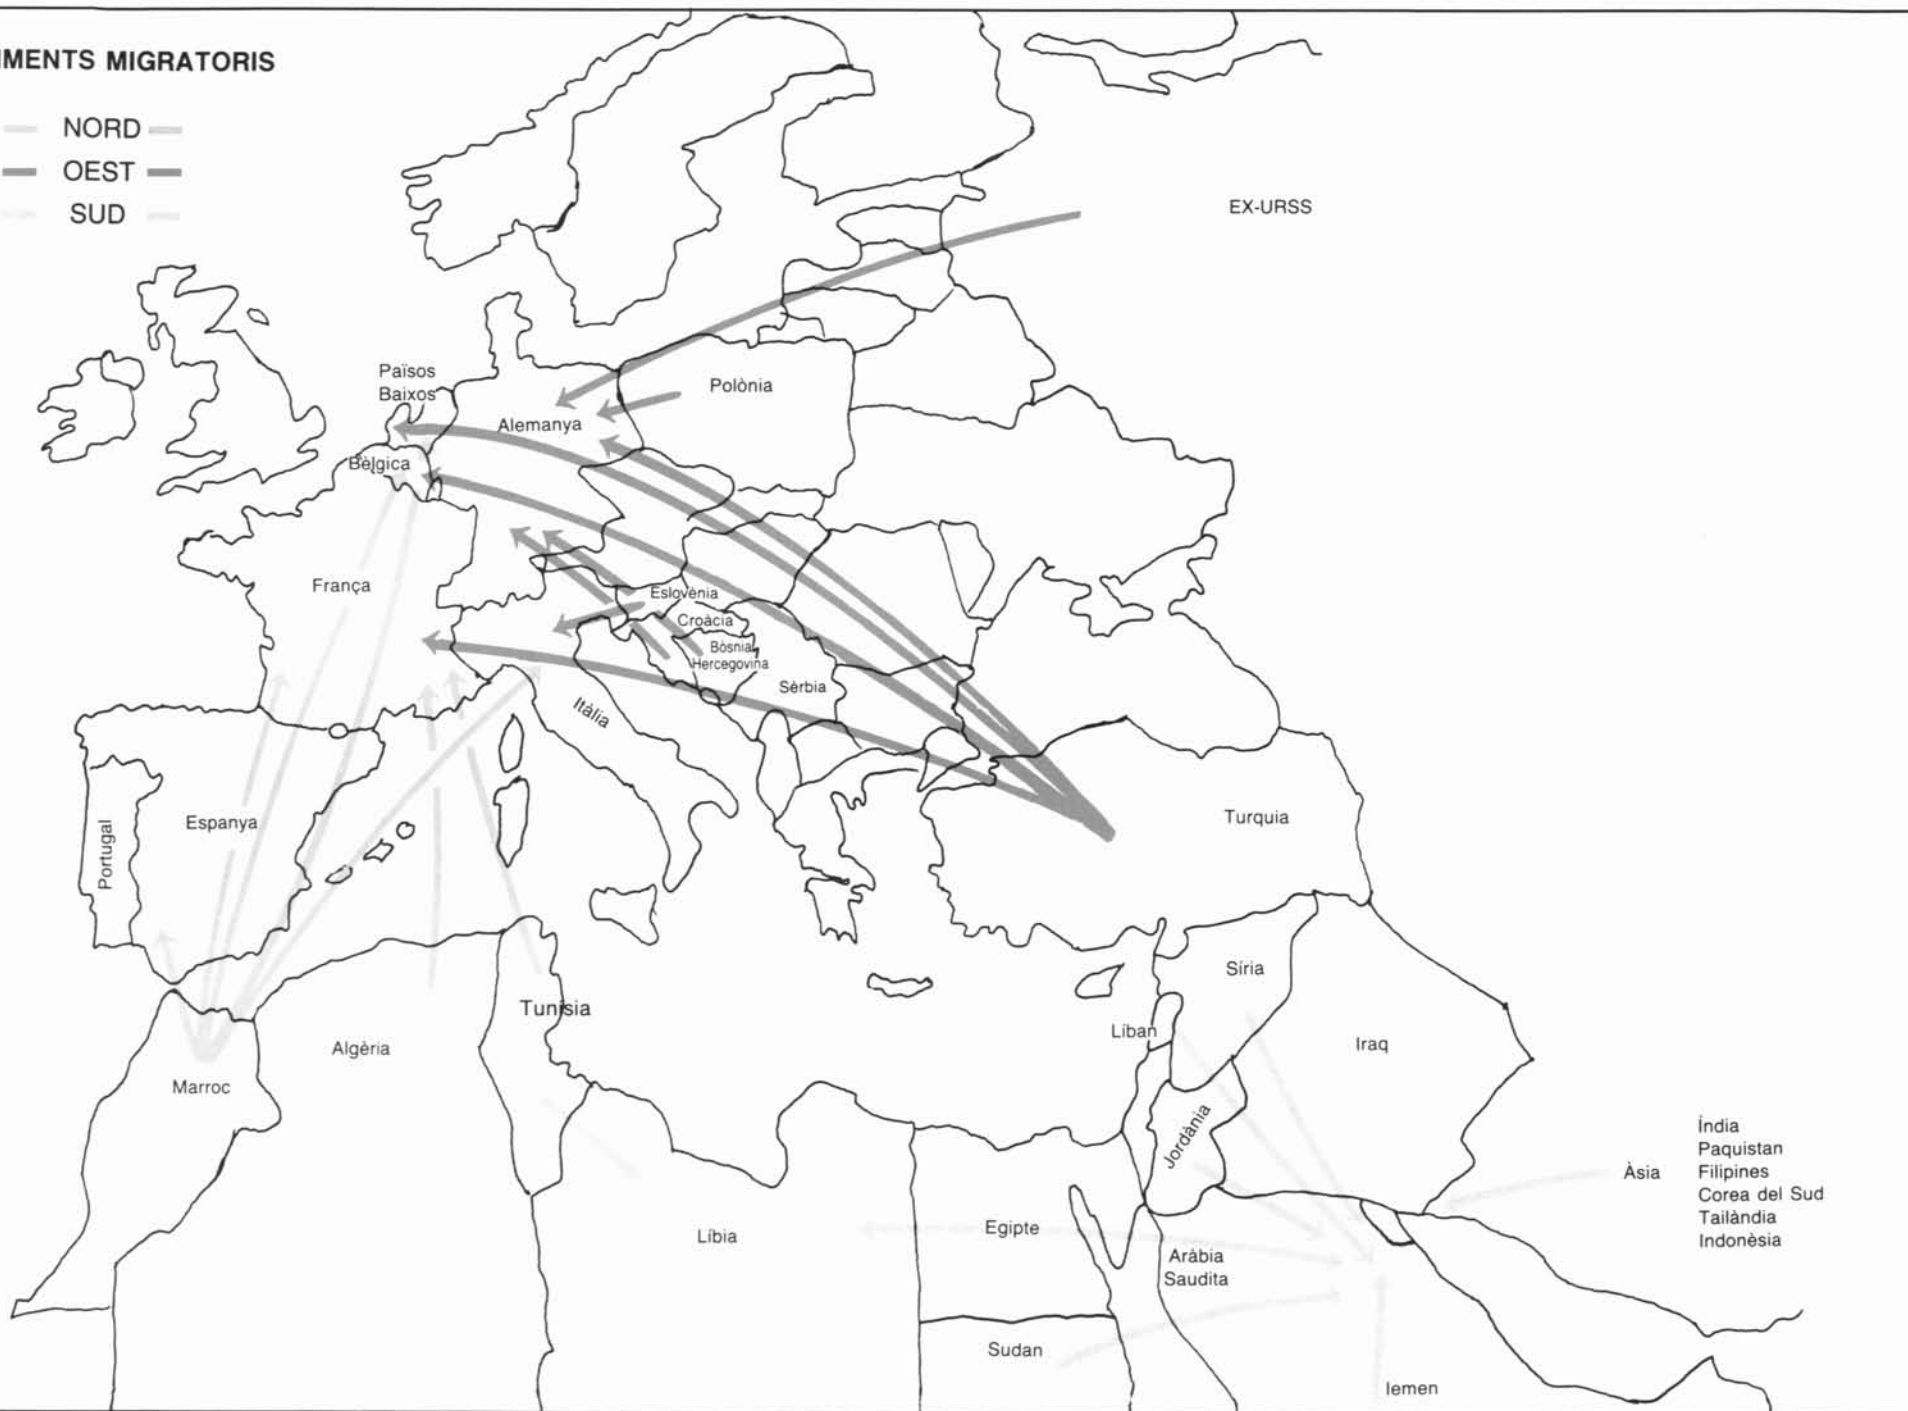 IMENTS MIGRATORIS
NORD
OEST
SUD
EX-URSS
Països
Baixos
Polònia
Alemanya
Bèlgica
França
Eslovènia
Croàcia
Bòsnia
Hercegovina
Sèrbia
Itàlia
Portugal
Espanya
Turquia
Síria
Líban
Iraq
Tunísia
Algèria
Marroc
Jordània
Líbia
Egipte
Aràbia
Saudita
Sudan
Iemen
Àsia
Índia
Paquistan
Filipines
Corea del Sud
Tailàndia
Indonèsia